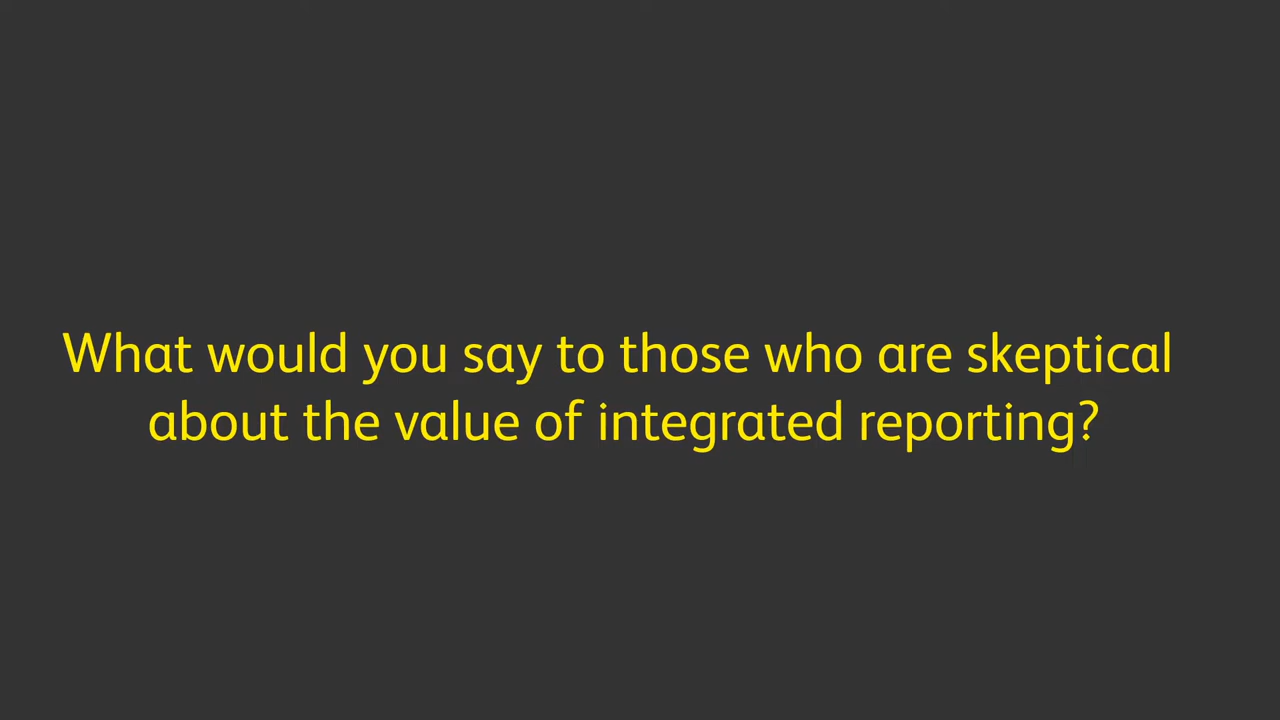 What would you say to those who are skeptical
about the value of integrated reporting?